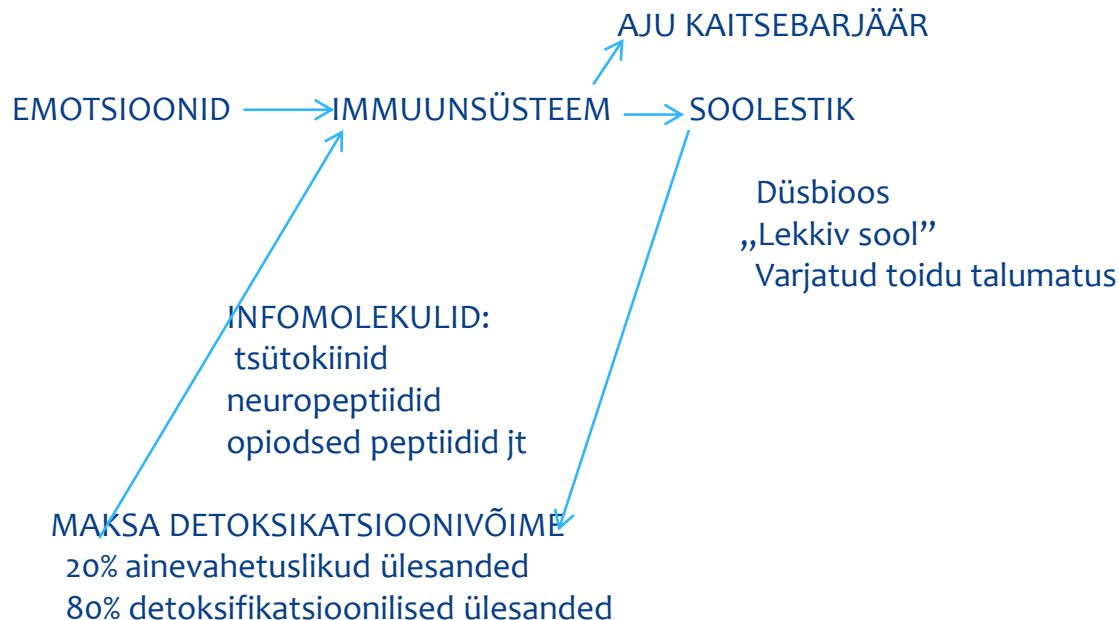 AJU KAITSEBARJÄÄR
EMOTSIOONID IMMUUNSÜSTEEM SOOLESTIK
Düsbioos
„Lekkiv sool”
Varjatud toidu talumatus
INFOMOLEKULID:
tsütokiinid
neuropeptiidid
opiodsed peptiidid jt
MAKSA DETOKSIKATSIOONIVÕIME
20% ainevahetuslikud ülesanded
80% detoksifikatsioonilised ülesanded